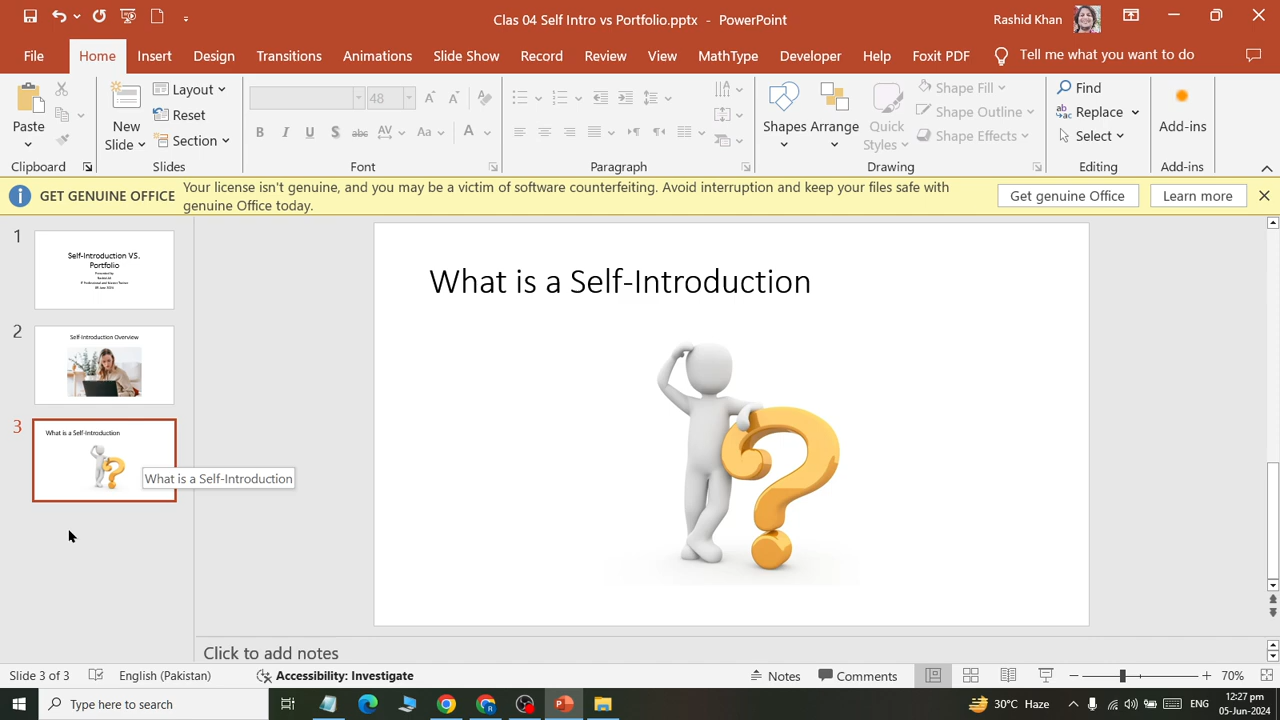 Clas 04 Self Intro vs Portfolio.pptx - PowerPoint
Rashid Khan
File Home Insert Design Transitions Animations Slide Show Record Review View MathType Developer Help Foxit PDF Tell me what you want to do
Paste
Clipboard
New Slide
Layout
Reset
Section
Slides
48
B I U S abc AV Aa A
Font
Paragraph
Shapes Arrange Quick Styles
Shape Fill
Shape Outline
Shape Effects
Drawing
Find
Replace
Select
Editing
Add-ins
Add-ins
GET GENUINE OFFICE Your license isn't genuine, and you may be a victim of software counterfeiting. Avoid interruption and keep your files safe with
genuine Office today.
Get genuine Office Learn more
1
Self-Introduction VS.
Portfolio
2
Self-Introduction Overview
3
What is a Self-Introduction
What is a Self-Introduction
What is a Self-Introduction
Click to add notes
Slide 3 of 3 English (Pakistan) Accessibility: Investigate Notes Comments 70%
Type here to search
30°C Haze ENG
12:27 pm
05-Jun-2024